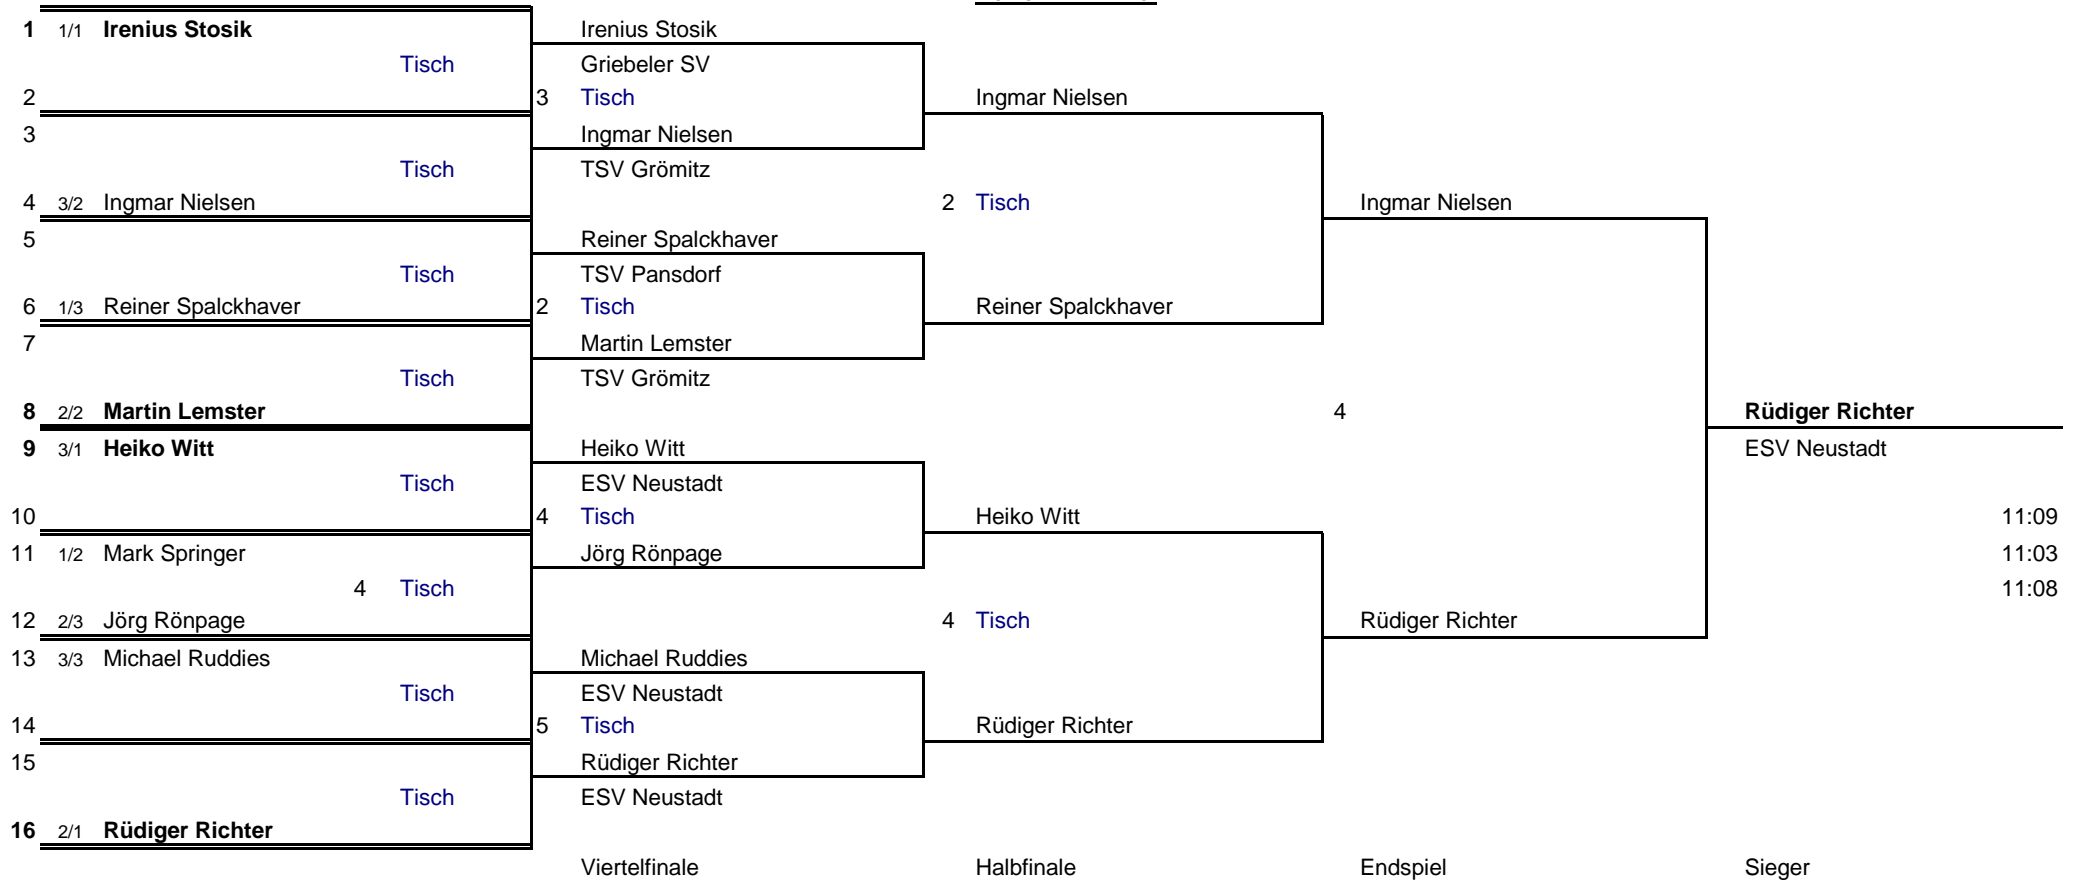 1 1/1 Irenius Stosik Irenius Stosik
Tisch Griebeler SV
2 3 Tisch Ingmar Nielsen
3 Ingmar Nielsen
Tisch TSV Grömitz
4 3/2 Ingmar Nielsen 2 Tisch Ingmar Nielsen
5 Reiner Spalckhaver
Tisch TSV Pansdorf
6 1/3 Reiner Spalckhaver 2 Tisch Reiner Spalckhaver
7 Martin Lemster
Tisch TSV Grömitz
8 2/2 Martin Lemster 4 Rüdiger Richter
9 3/1 Heiko Witt Heiko Witt ESV Neustadt
Tisch ESV Neustadt
10 4 Tisch Heiko Witt 11:09
11 1/2 Mark Springer Jörg Rönpage 11:03
4 Tisch 11:08
12 2/3 Jörg Rönpage 4 Tisch Rüdiger Richter
13 3/3 Michael Ruddies Michael Ruddies
Tisch ESV Neustadt
14 5 Tisch Rüdiger Richter
15 Rüdiger Richter
Tisch ESV Neustadt
16 2/1 Rüdiger Richter
Viertelfinale Halbfinale Endspiel Sieger